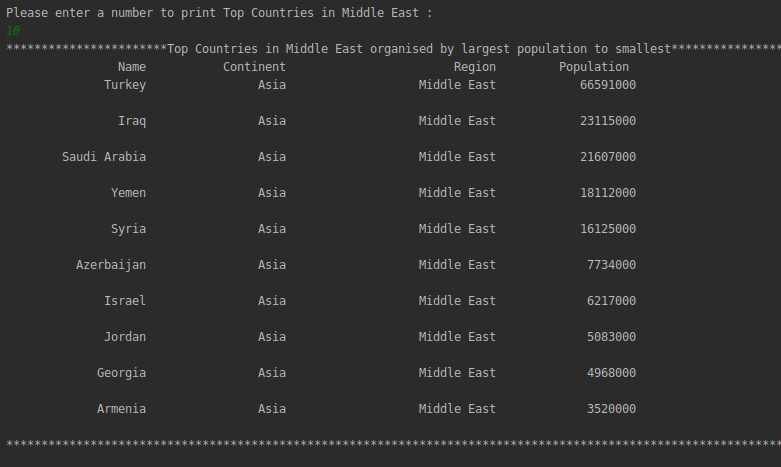 Please enter a number to print Top Countries in Middle East :
10
***********************Top Countries in Middle East organised by largest population to smallest****************
Name Continent Region Population
Turkey Asia Middle East 66591000
Iraq Asia Middle East 23115000
Saudi Arabia Asia Middle East 21607000
Yemen Asia Middle East 18112000
Syria Asia Middle East 16125000
Azerbaijan Asia Middle East 7734000
Israel Asia Middle East 6217000
Jordan Asia Middle East 5083000
Georgia Asia Middle East 4968000
Armenia Asia Middle East 3520000
***************************************************************************************************************